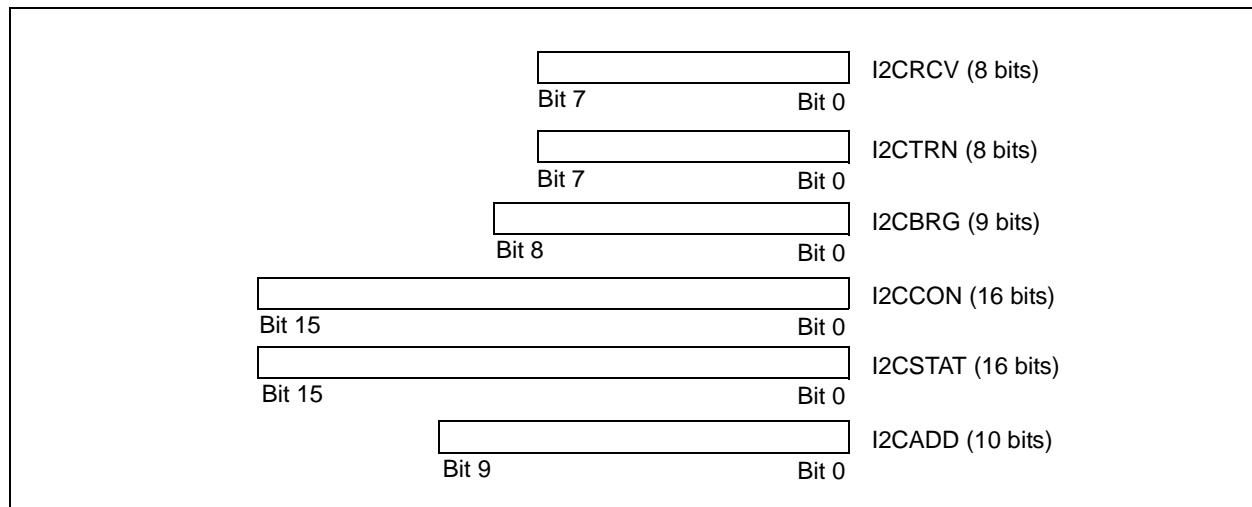 I2CRCV (8 bits)
Bit 7 Bit 0
I2CTRN (8 bits)
Bit 7 Bit 0
I2CBRG (9 bits)
Bit 8 Bit 0
I2CCON (16 bits)
Bit 15 Bit 0
I2CSTAT (16 bits)
Bit 15 Bit 0
I2CADD (10 bits)
Bit 9 Bit 0